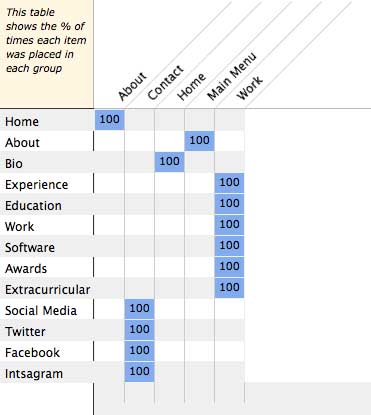 This table
shows the % of
times each item
was placed in
each group
About
Contact
Home
Main Menu
Work
Home 100
About 100
Bio 100
Experience 100
Education 100
Work 100
Software 100
Awards 100
Extracurricular 100
Social Media 100
Twitter 100
Facebook 100
Intsagram 100